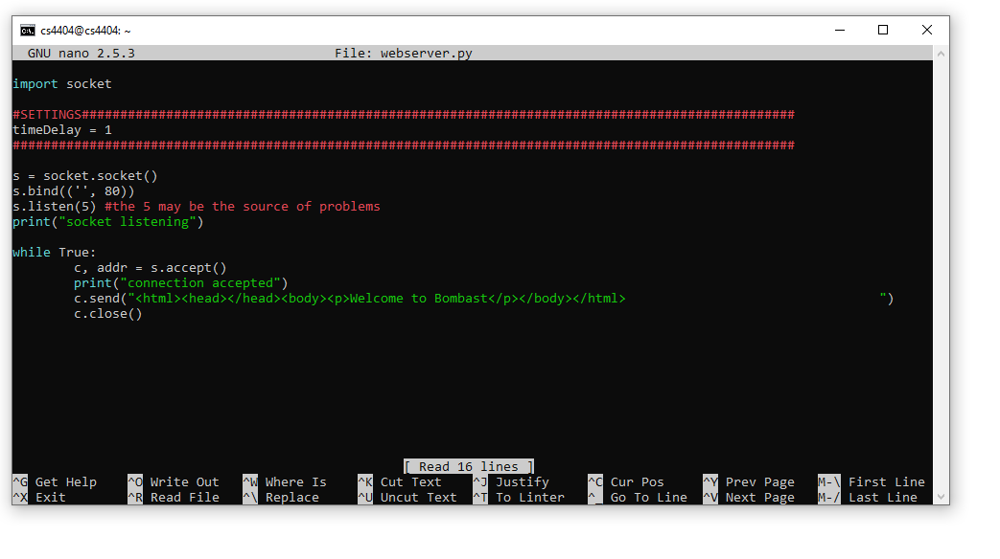 cs4404@cs4404: ~
GNU nano 2.5.3 File: webserver.py
import socket
#SETTINGS#############################################################################################
timeDelay = 1
######################################################################################################
s = socket.socket()
s.bind(('', 80))
s.listen(5) #the 5 may be the source of problems
print("socket listening")
while True:
        c, addr = s.accept()
        print("connection accepted")
        c.send("<html><head></head><body><p>Welcome to Bombast</p></body></html>                                 ")
        c.close()
[ Read 16 lines ]
^G Get Help ^O Write Out ^W Where Is ^K Cut Text ^J Justify ^C Cur Pos ^Y Prev Page M-\ First Line
^X Exit ^R Read File ^\ Replace ^U Uncut Text ^T To Linter ^_ Go To Line ^V Next Page M-/ Last Line